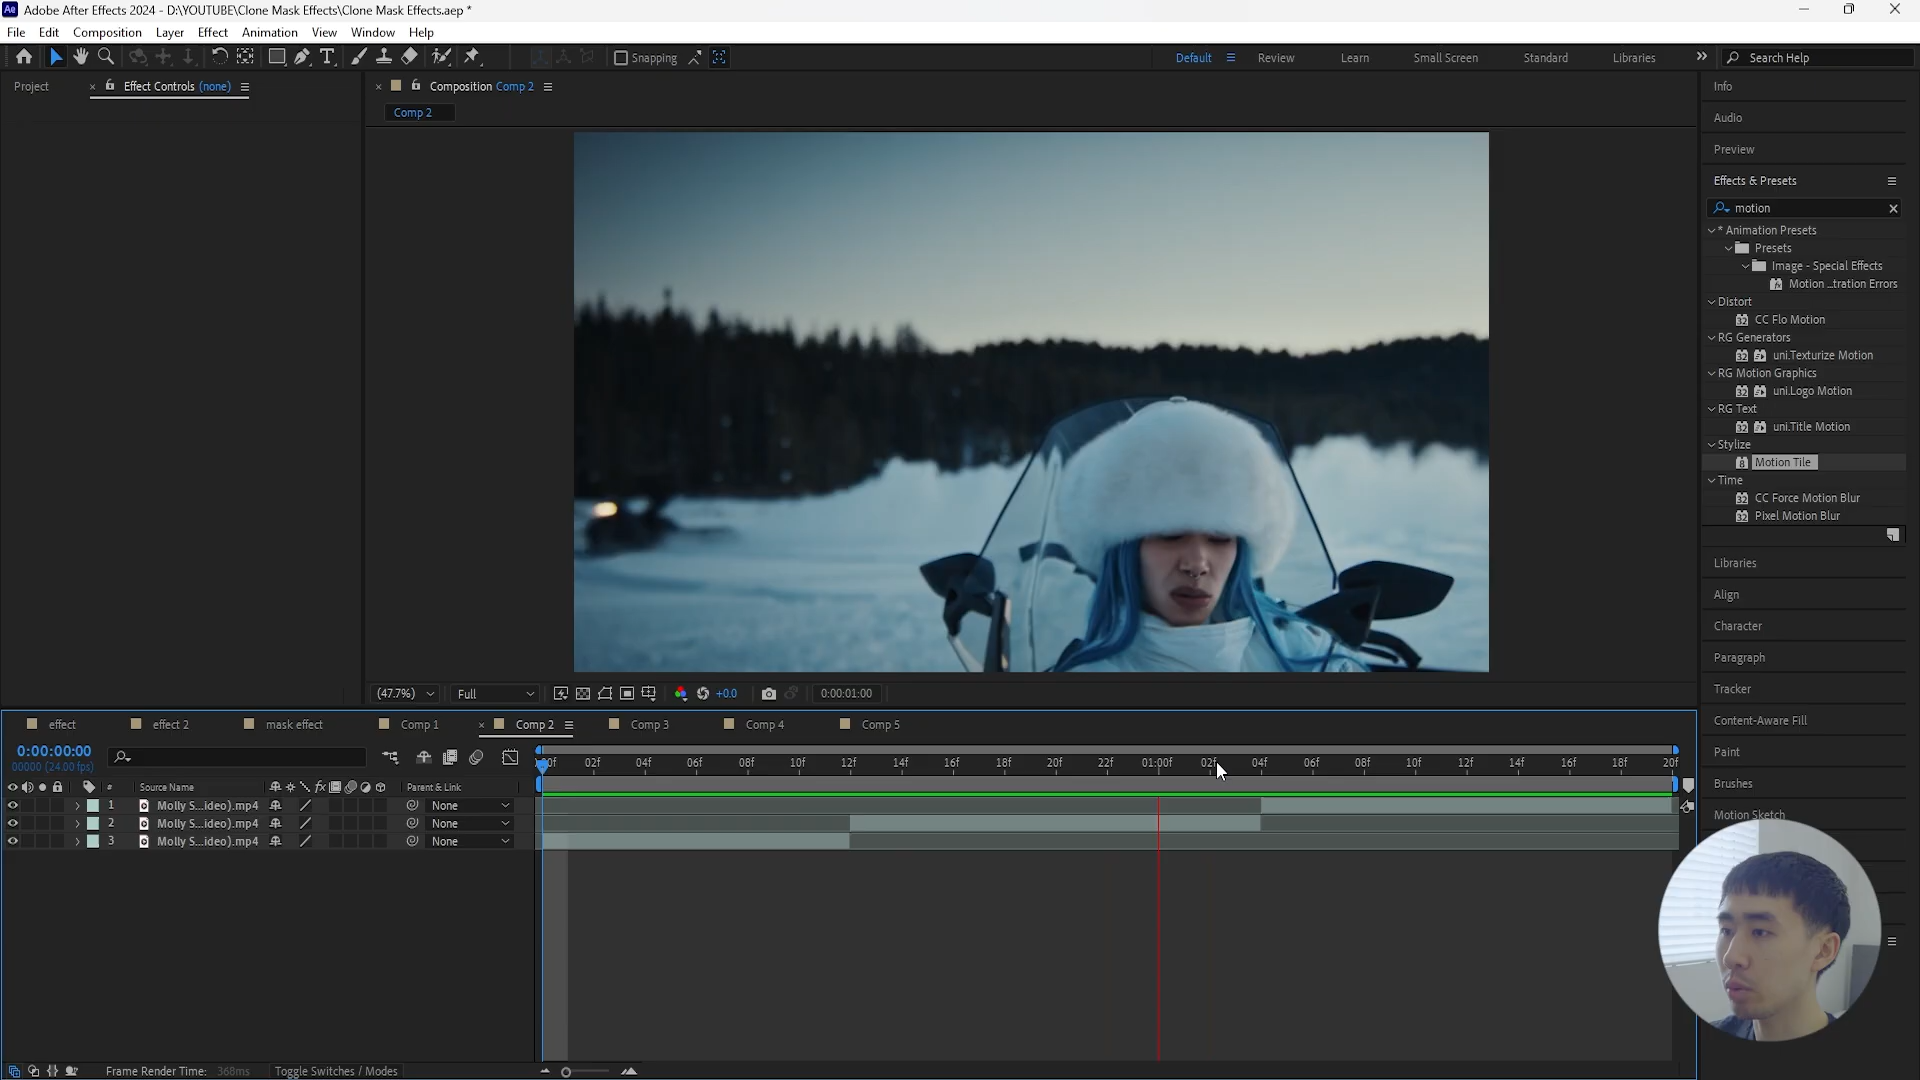 Adobe After Effects 2024 - D:\YOUTUBE\Clone Mask Effects\Clone Mask Effects.aep *
File Edit Composition Layer Effect Animation View Window Help
Snapping
Default Review Learn Small Screen Standard Libraries Search Help
Project Effect Controls (none)
Composition Comp 2
Comp 2
Info
Audio
Preview
Effects & Presets
motion
* Animation Presets
Presets
Image - Special Effects
Motion ...tration Errors
Distort
CC Flo Motion
RG Generators
uni.Texturize Motion
RG Motion Graphics
uni.Logo Motion
RG Text
uni.Title Motion
Stylize
Motion Tile
Time
CC Force Motion Blur
Pixel Motion Blur
Libraries
Align
Character
Paragraph
Tracker
Content-Aware Fill
Paint
Brushes
Motion Sketch
(47.7%) Full +0.0 0:00:01:00
effect effect 2 mask effect Comp 1 Comp 2 Comp 3 Comp 4 Comp 5
0:00:00:00
00000 (24.00 fps)
02f 04f 06f 08f 10f 12f 14f 16f 18f 20f 22f 01:00f 02f 04f 06f 08f 10f 12f 14f 16f 18f 20f
# Source Name Parent & Link
1 Molly S...ideo).mp4 None
2 Molly S...ideo).mp4 None
3 Molly S...ideo).mp4 None
Frame Render Time: 368ms Toggle Switches / Modes